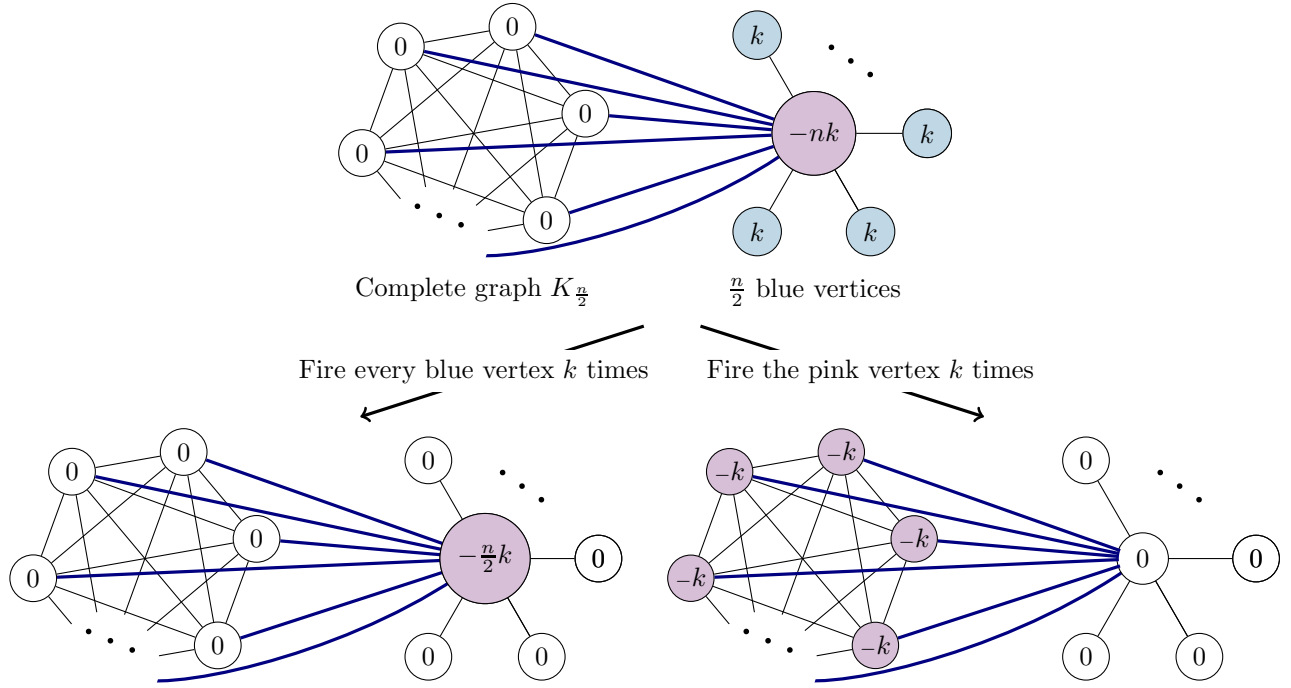 0
0
k
0
−nk
k
0
0
k
k
Complete graph K_{n/2}
n/2 blue vertices
Fire every blue vertex k times
Fire the pink vertex k times
0
0
0
0
0
−n/2 k
0
0
0
0
−k
−k
−k
−k
−k
0
0
0
0
0